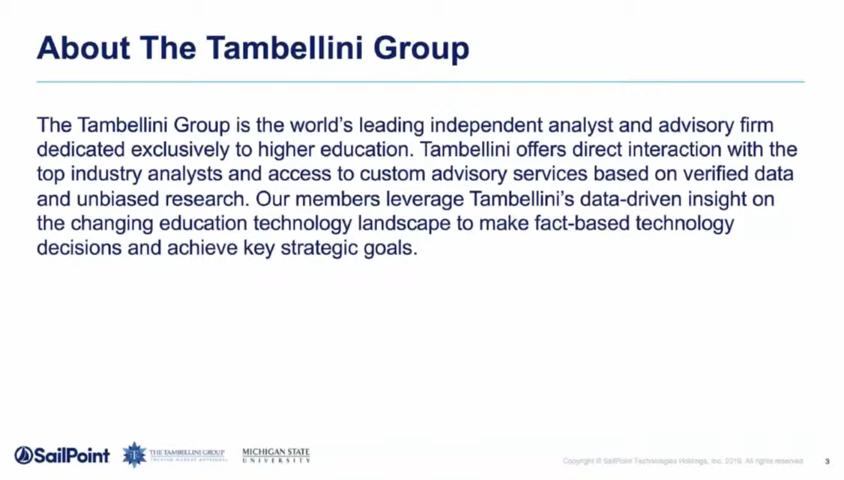 About The Tambellini Group
The Tambellini Group is the world's leading independent analyst and advisory firm
dedicated exclusively to higher education. Tambellini offers direct interaction with the
top industry analysts and access to custom advisory services based on verified data
and unbiased research. Our members leverage Tambellini's data-driven insight on
the changing education technology landscape to make fact-based technology
decisions and achieve key strategic goals.
SailPoint
THE TAMBELLINI GROUP
MICHIGAN STATE
UNIVERSITY
Copyright © SailPoint Technologies Holdings, Inc. 2019. All rights reserved.
3